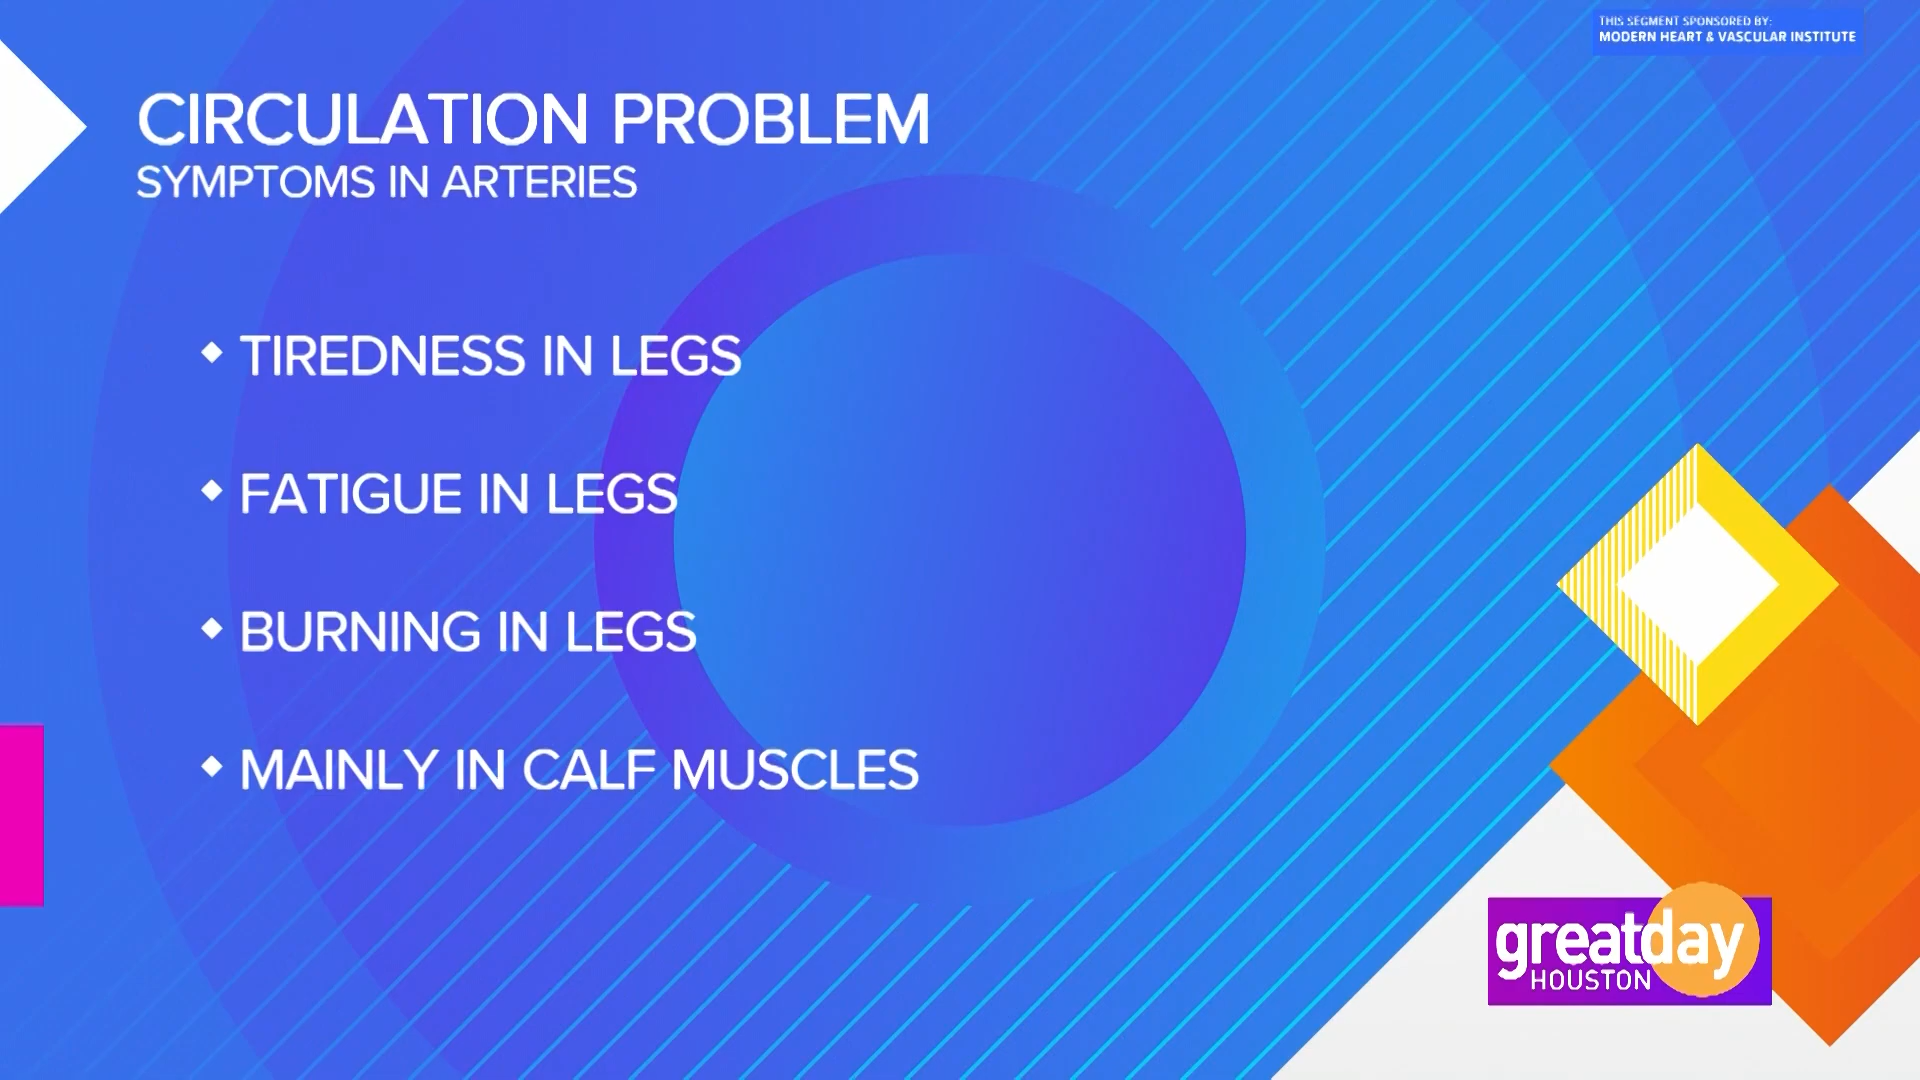 THIS SEGMENT SPONSORED BY:
MODERN HEART & VASCULAR INSTITUTE
CIRCULATION PROBLEM
SYMPTOMS IN ARTERIES
TIREDNESS IN LEGS
FATIGUE IN LEGS
BURNING IN LEGS
MAINLY IN CALF MUSCLES
greatday
HOUSTON